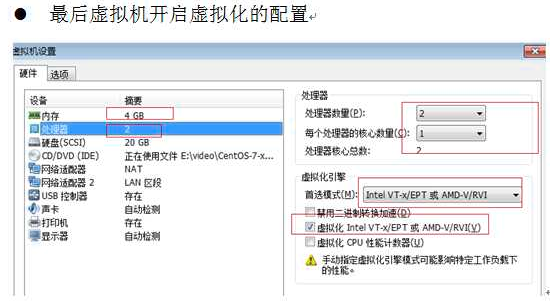 ● 最后虚拟机开启虚拟化的配置
虚拟机设置
硬件 选项
设备 摘要
内存 4 GB
处理器 2
硬盘(SCSI) 20 GB
CD/DVD (IDE) 正在使用文件 E:\video\CentOS-7-x...
网络适配器 NAT
网络适配器 2 LAN 区段
USB 控制器 存在
声卡 自动检测
打印机 存在
显示器 自动检测
处理器
处理器数量(P): 2
每个处理器的核心数量(C): 1
处理器核心总数: 2
虚拟化引擎
首选模式(M): Intel VT-x/EPT 或 AMD-V/RVI
禁用二进制转换加速(D)
虚拟化 Intel VT-x/EPT 或 AMD-V/RVI(V)
虚拟化 CPU 性能计数器(U)
手动指定虚拟化引擎模式可能影响特定工作负载下
的性能。